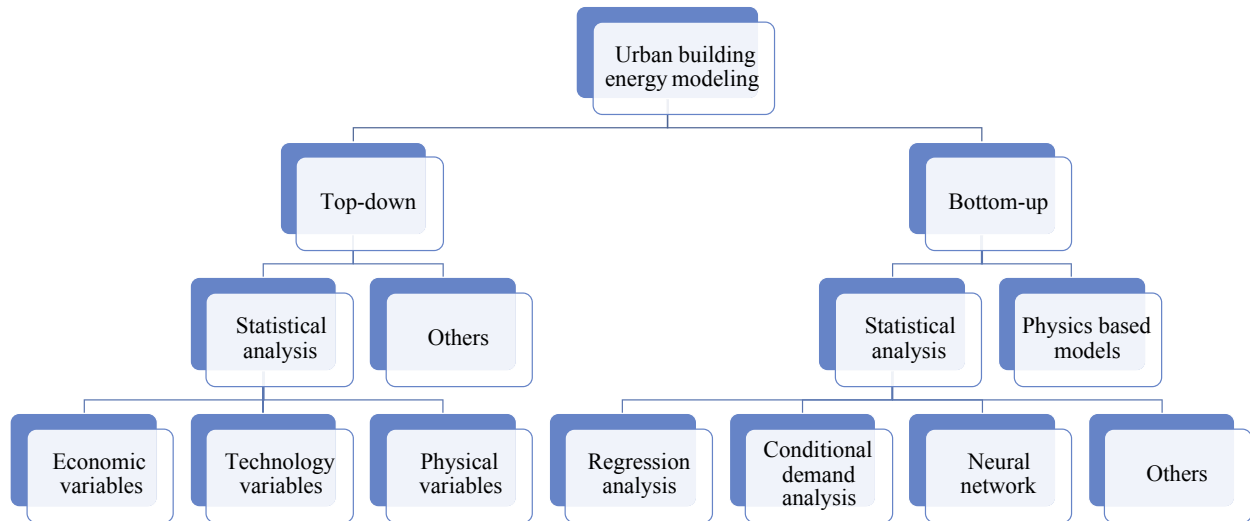 Urban building
energy modeling
Top-down
Bottom-up
Statistical
analysis
Others
Statistical
analysis
Physics based
models
Economic
variables
Technology
variables
Physical
variables
Regression
analysis
Conditional
demand
analysis
Neural
network
Others